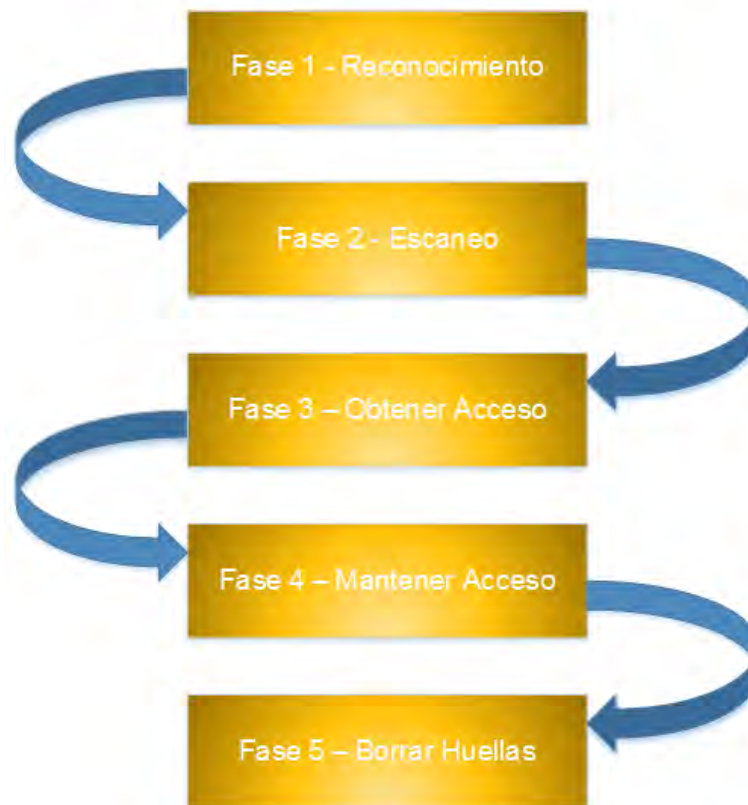 Fase 1 - Reconocimiento
Fase 2 - Escaneo
Fase 3 – Obtener Acceso
Fase 4 – Mantener Acceso
Fase 5 – Borrar Huellas